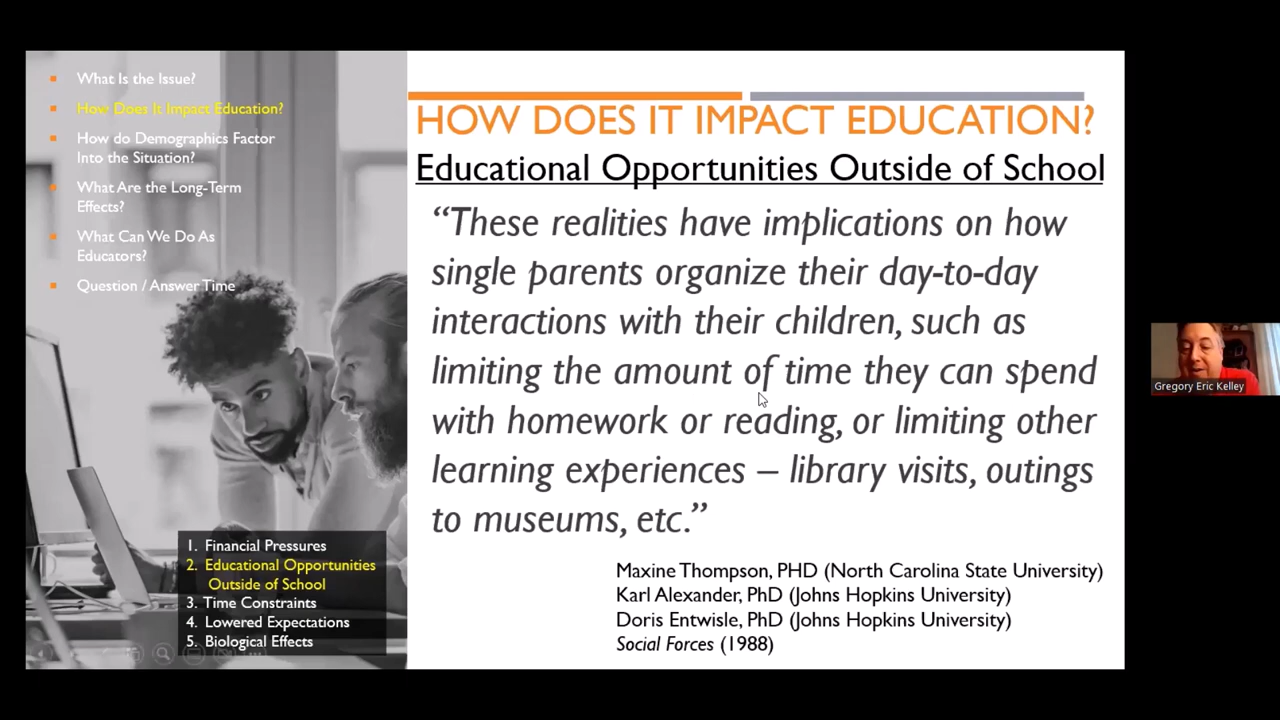 What Is the Issue?
How Does It Impact Education?
How do Demographics Factor
Into the Situation?
What Are the Long-Term
Effects?
What Can We Do As
Educators?
Question / Answer Time
1. Financial Pressures
2. Educational Opportunities
Outside of School
3. Time Constraints
4. Lowered Expectations
5. Biological Effects
HOW DOES IT IMPACT EDUCATION?
Educational Opportunities Outside of School
“These realities have implications on how
single parents organize their day-to-day
interactions with their children, such as
limiting the amount of time they can spend
with homework or reading, or limiting other
learning experiences – library visits, outings
to museums, etc.”
Maxine Thompson, PHD (North Carolina State University)
Karl Alexander, PhD (Johns Hopkins University)
Doris Entwisle, PhD (Johns Hopkins University)
Social Forces (1988)
Gregory Eric Kelley